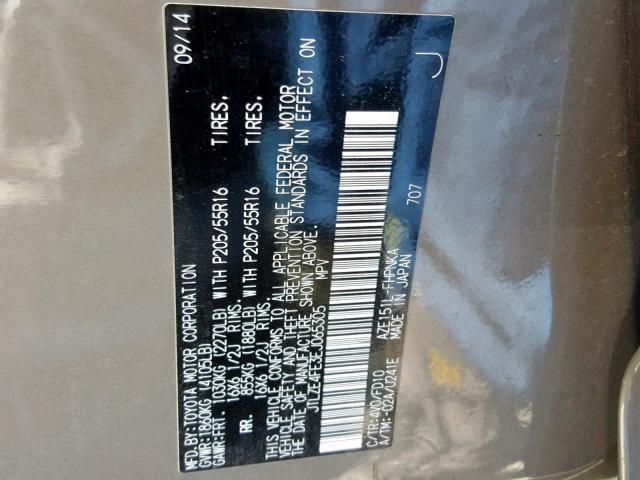 MFD.BY:TOYOTA MOTOR CORPORATION 09/14
GVWR:1860KG (4105LB)
GAWR:FRT. 1030KG (2270LB) WITH P205/55R16 TIRES,
16X6 1/2J RIMS.
RR. 855KG (1880LB) WITH P205/55R16 TIRES,
16X6 1/2J RIMS.
THIS VEHICLE CONFORMS TO ALL APPLICABLE FEDERAL MOTOR
VEHICLE SAFETY AND THEFT PREVENTION STANDARDS IN EFFECT ON
THE DATE OF MANUFACTURE SHOWN ABOVE.
JTLZE4FE3EJ065305 MPV
C/TR:4V0/FD10 AZE151L-FHPNKA 707 J
A/TM:-02A/U241E MADE IN JAPAN